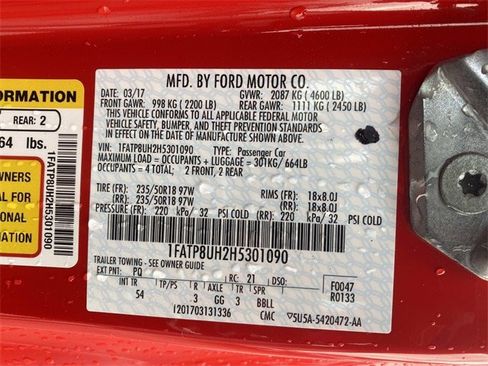 ORMATION
REAR: 2
64 lbs.
WNERS
L FOR
TIONAL
MATION
1FATP8UH2H5301090
MFD. BY FORD MOTOR CO.
DATE: 03/17 GVWR: 2087 KG ( 4600 LB)
FRONT GAWR: 998 KG ( 2200 LB) REAR GAWR: 1111 KG ( 2450 LB)
THIS VEHICLE CONFORMS TO ALL APPLICABLE FEDERAL MOTOR
VEHICLE SAFETY, BUMPER, AND THEFT PREVENTION STANDARDS
IN EFFECT ON THE DATE OF MANUFACTURE SHOWN ABOVE.
VIN: 1FATP8UH2H5301090 TYPE: Passenger Car
MAXIMUM LOAD = OCCUPANTS + LUGGAGE = 301KG/664LB
OCCUPANTS = 4 TOTAL; 2 FRONT, 2 REAR
TIRE (FR): 235/50R18 97W RIMS (FR): 18x8.0J
(RR): 235/50R18 97W (RR): 18x8.0J
PRESSURE (FR): 220 kPa/ 32 PSI COLD (RR): 220 kPa/ 32 PSI COLD
1FATP8UH2H5301090
TRAILER TOWING - SEE OWNER GUIDE
EXT PNT: PQ RC: 21 DSO: F0047
INT TR TP/PS R AXLE TR SPR R0133
54 3 GG 3 BBLL
I201703131336 CMC 5U5A-5420472-AA